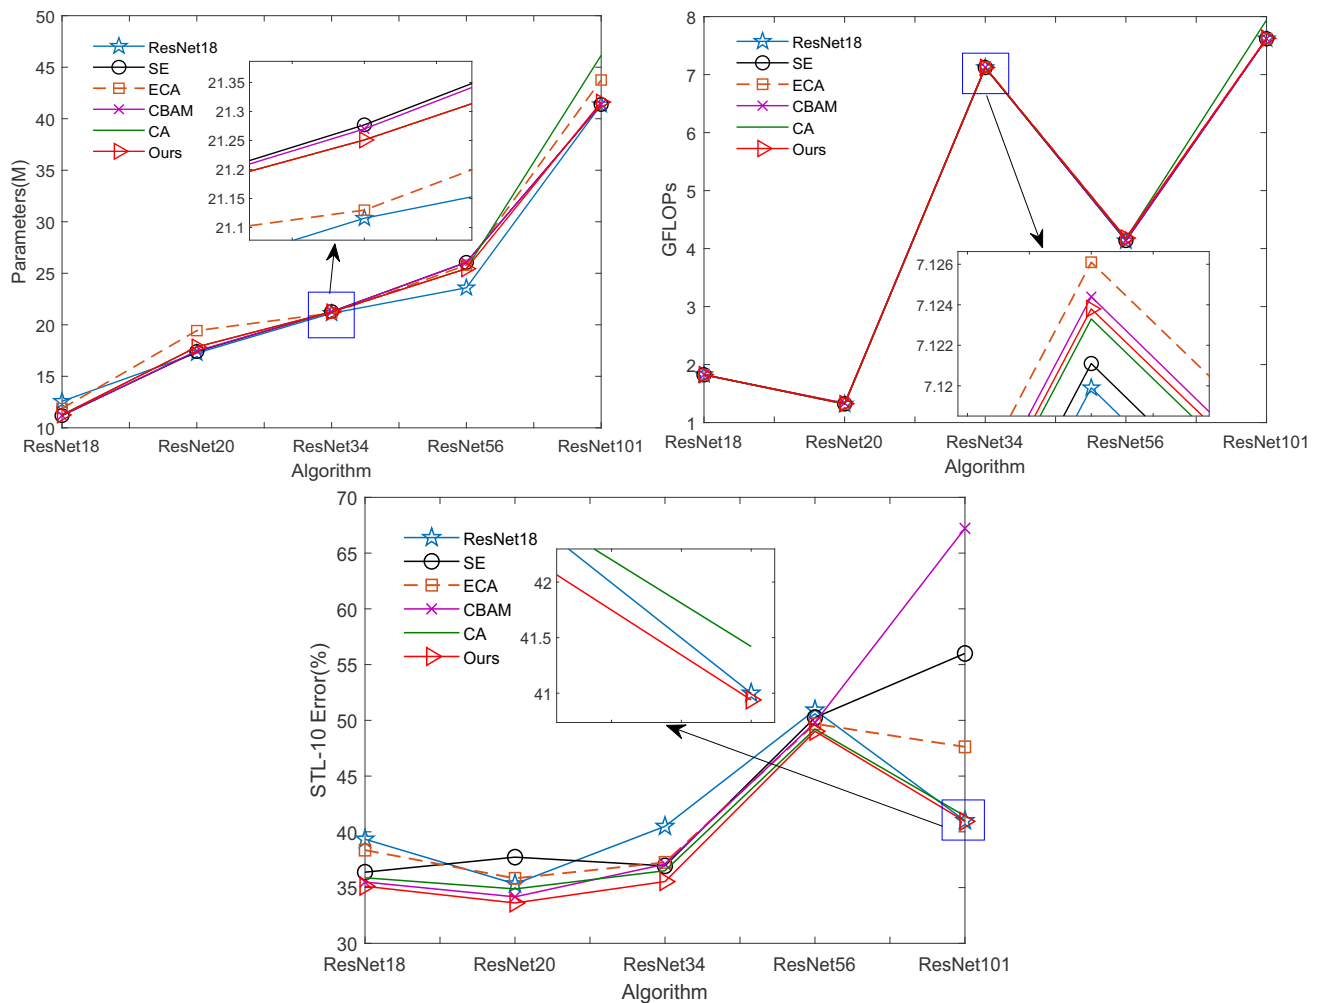 50
45
40
35
30
25
20
15
10
Parameters(M)
ResNet18
SE
ECA
CBAM
CA
Ours
21.35
21.3
21.25
21.2
21.15
21.1
ResNet18 ResNet20 ResNet34 ResNet56 ResNet101
Algorithm
8
7
6
5
4
3
2
1
GFLOPs
ResNet18
SE
ECA
CBAM
CA
Ours
7.126
7.124
7.122
7.12
ResNet18 ResNet20 ResNet34 ResNet56 ResNet101
Algorithm
70
65
60
55
50
45
40
35
30
STL-10 Error(%)
ResNet18
SE
ECA
CBAM
CA
Ours
42
41.5
41
ResNet18 ResNet20 ResNet34 ResNet56 ResNet101
Algorithm